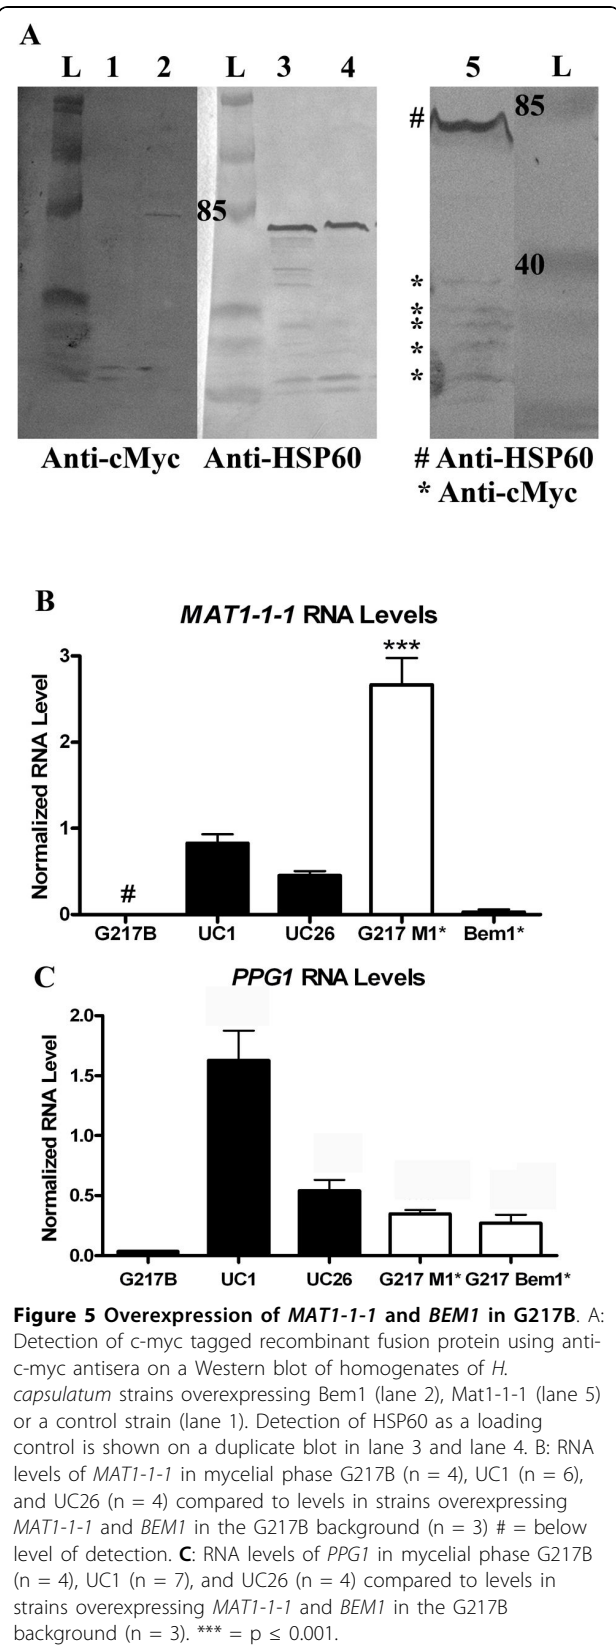 A
L 1 2 L 3 4 5 L
# 85
85
40
*
*
*
*
*
Anti-cMyc Anti-HSP60 # Anti-HSP60
* Anti-cMyc
B
MAT1-1-1 RNA Levels
Normalized RNA Level
3
2
1
0
#
***
G217B UC1 UC26 G217 M1* Bem1*
C
PPG1 RNA Levels
Normalized RNA Level
2.0
1.5
1.0
0.5
0.0
G217B UC1 UC26 G217 M1* G217 Bem1*
Figure 5 Overexpression of MAT1-1-1 and BEM1 in G217B. A:
Detection of c-myc tagged recombinant fusion protein using anti-
c-myc antisera on a Western blot of homogenates of H.
capsulatum strains overexpressing Bem1 (lane 2), Mat1-1-1 (lane 5)
or a control strain (lane 1). Detection of HSP60 as a loading
control is shown on a duplicate blot in lane 3 and lane 4. B: RNA
levels of MAT1-1-1 in mycelial phase G217B (n = 4), UC1 (n = 6),
and UC26 (n = 4) compared to levels in strains overexpressing
MAT1-1-1 and BEM1 in the G217B background (n = 3) # = below
level of detection. C: RNA levels of PPG1 in mycelial phase G217B
(n = 4), UC1 (n = 7), and UC26 (n = 4) compared to levels in
strains overexpressing MAT1-1-1 and BEM1 in the G217B
background (n = 3). *** = p ≤ 0.001.